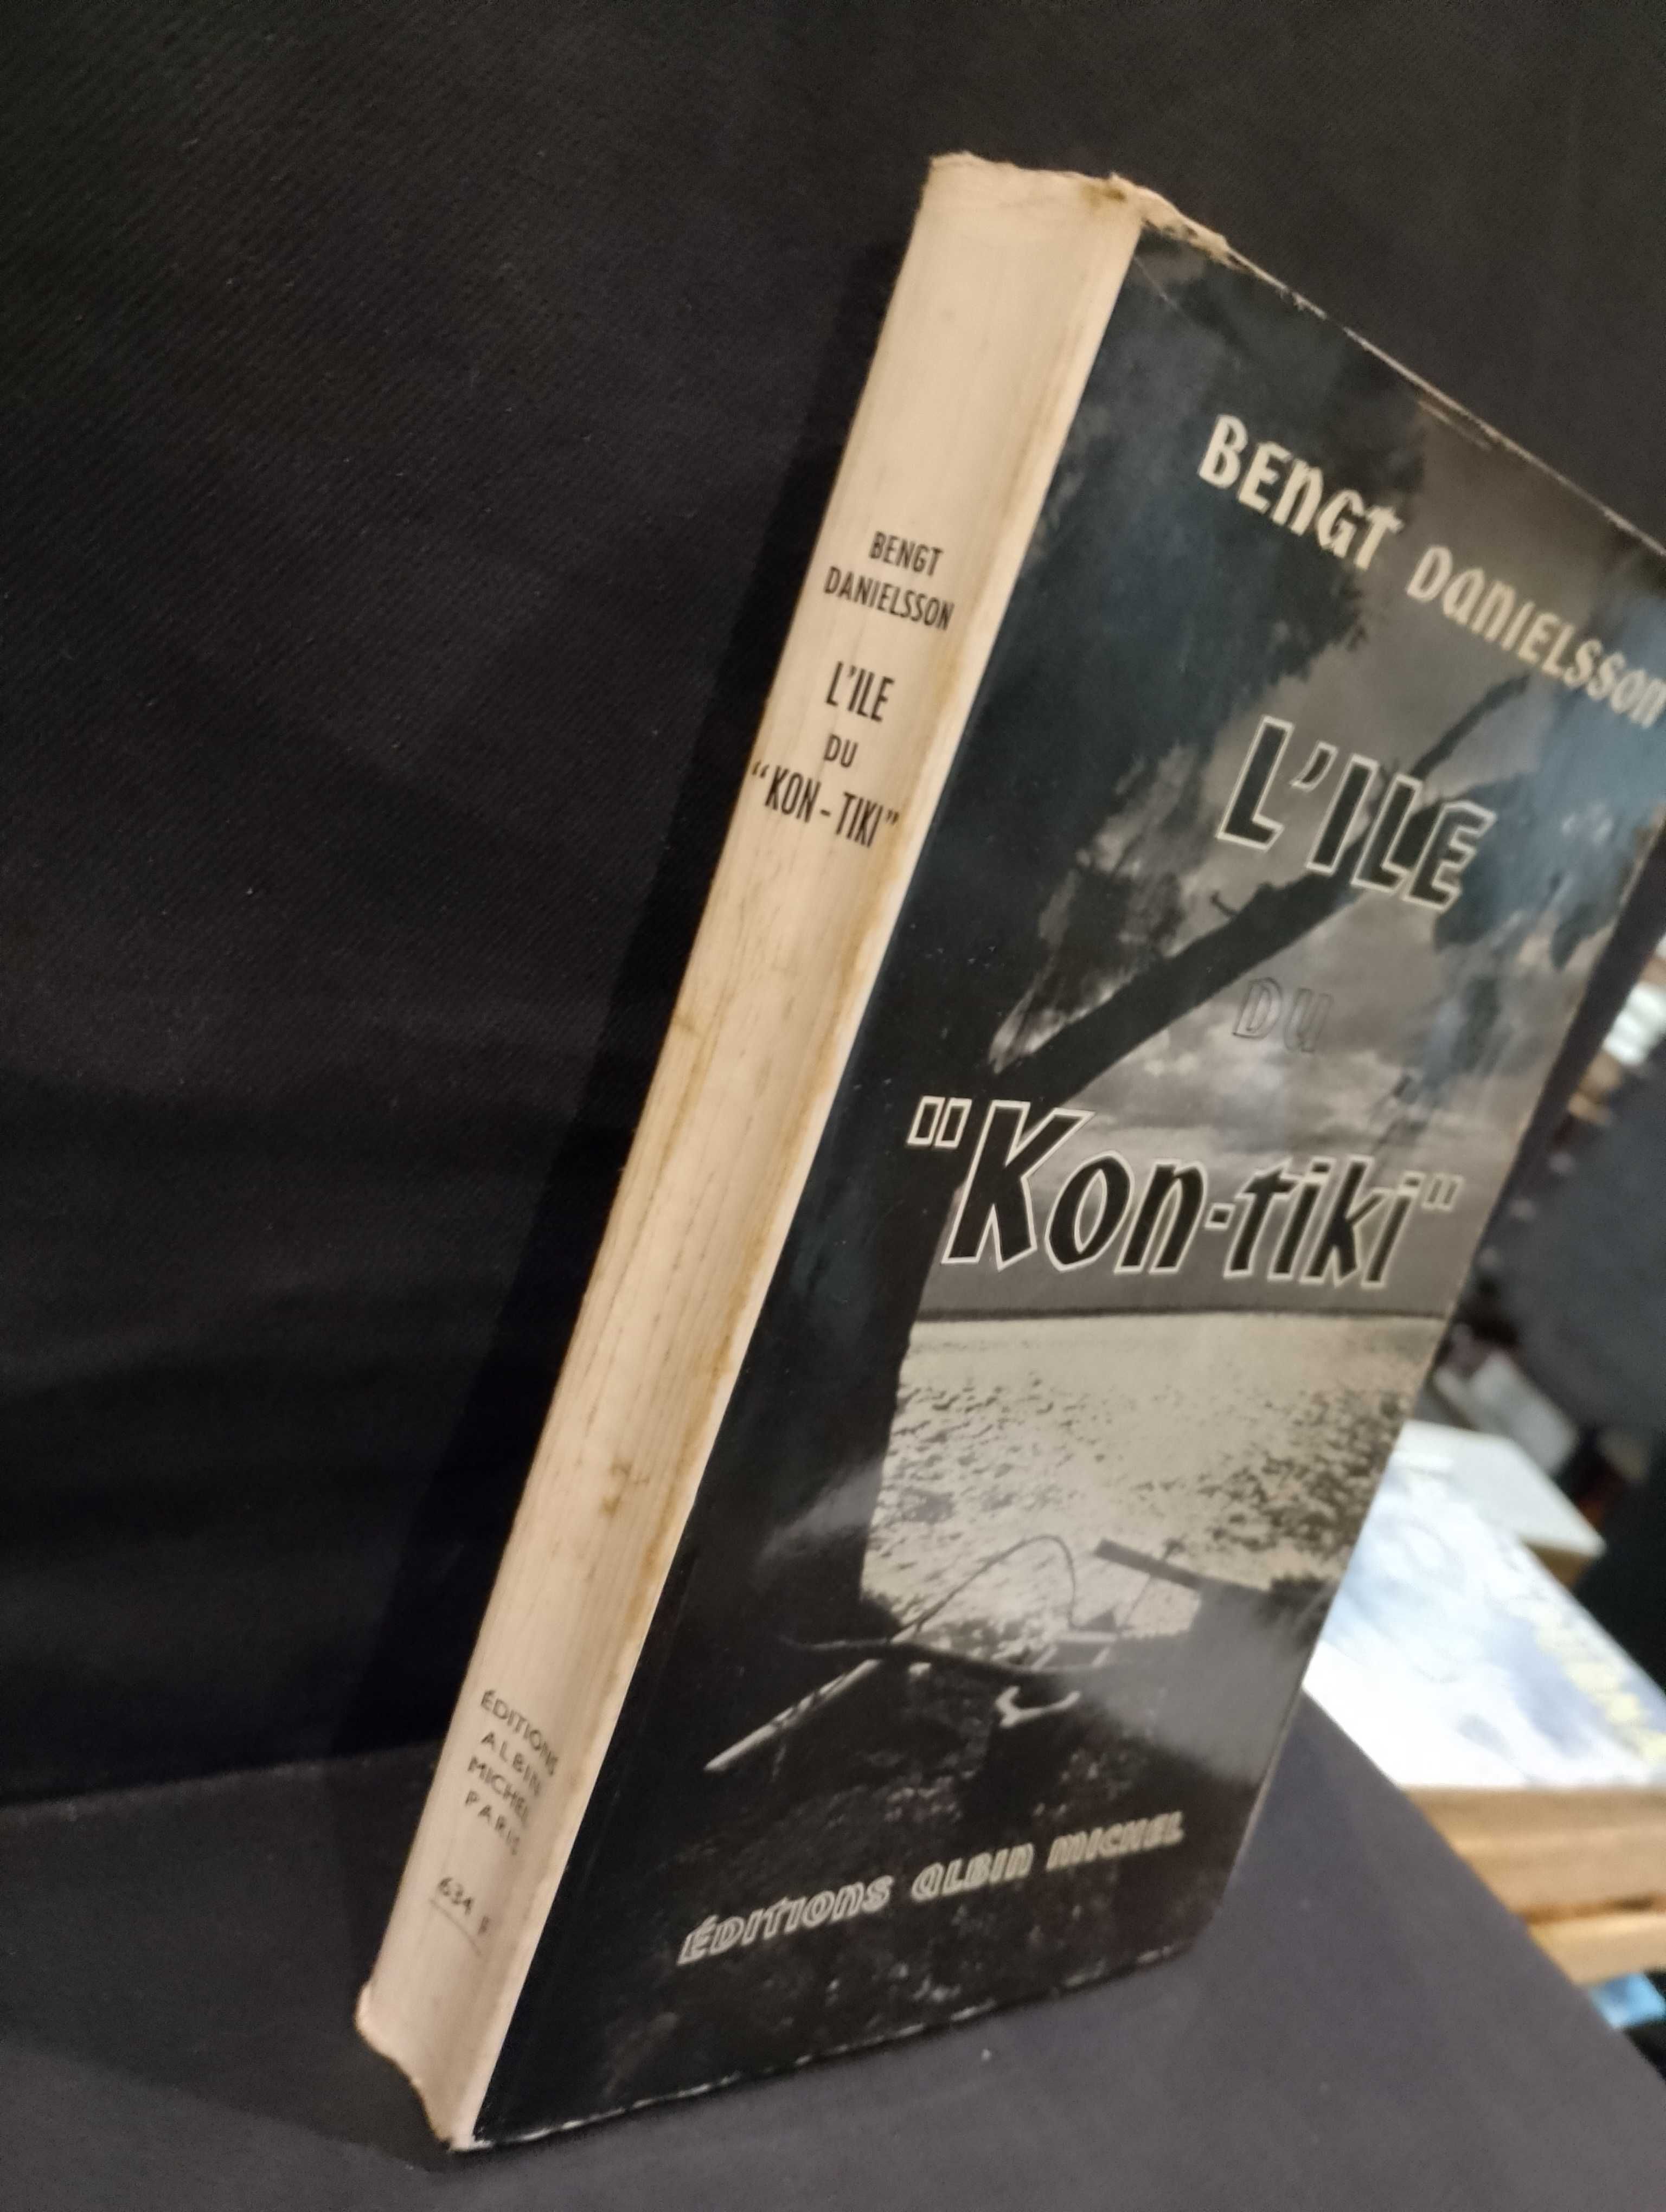 BENGT
DANIELSSON
L'ILE
DU
"KON-TIKI"
ÉDITIONS
ALBIN
MICHEL
PARIS
BENGT DANIELSSON
L'ILE
DU
"Kon-tiki"
ÉDITIONS ALBIN MICHEL